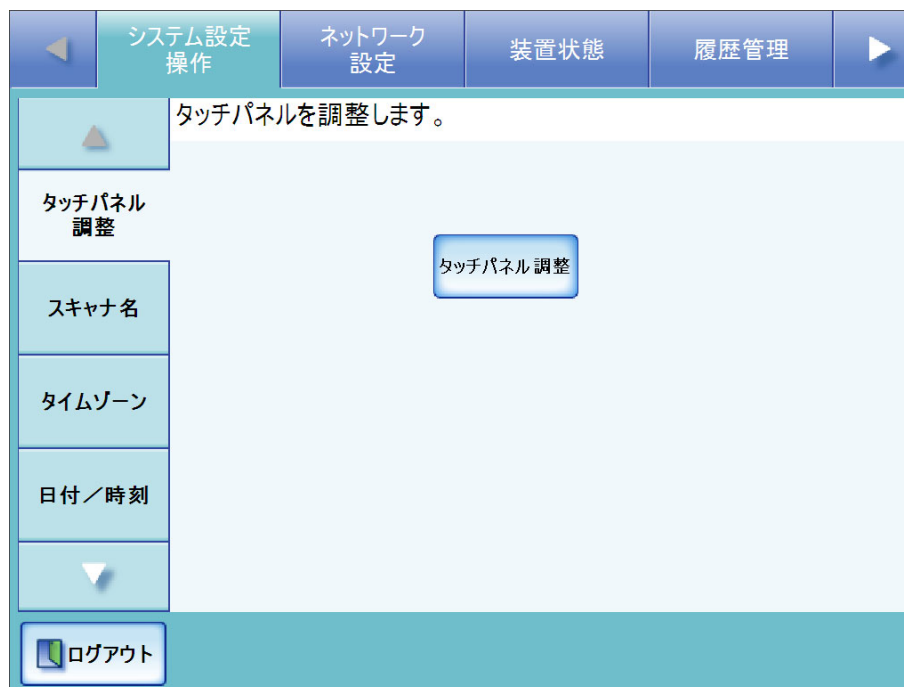 システム設定
操作
ネットワーク
設定
装置状態
履歴管理
タッチパネルを調整します。
タッチパネル
調整
タッチパネル調整
スキャナ名
タイムゾーン
日付／時刻
ログアウト